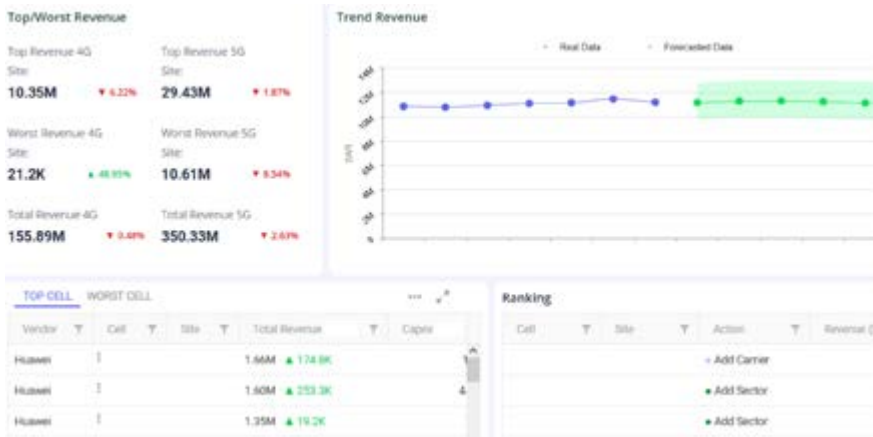 Top/Worst Revenue
Top Revenue 4G
Site:
10.35M ▼ 6.22%
Top Revenue 5G
Site:
29.43M ▼ 1.87%
Worst Revenue 4G
Site:
21.2K ▲ 48.95%
Worst Revenue 5G
Site:
10.61M ▼ 8.54%
Total Revenue 4G
155.89M ▼ 0.48%
Total Revenue 5G
350.33M ▼ 2.63%
Trend Revenue
Real Data Forecasted Data
14M
12M
10M
8M
6M
4M
2M
0
TOP CELL WORST CELL
Vendor Cell Site Total Revenue Capex
Huawei 1.66M ▲ 174.8K
Huawei 1.60M ▲ 253.3K 4
Huawei 1.35M ▲ 19.2K
Ranking
Cell Site Action Revenue (
Add Carrier
Add Sector
Add Sector